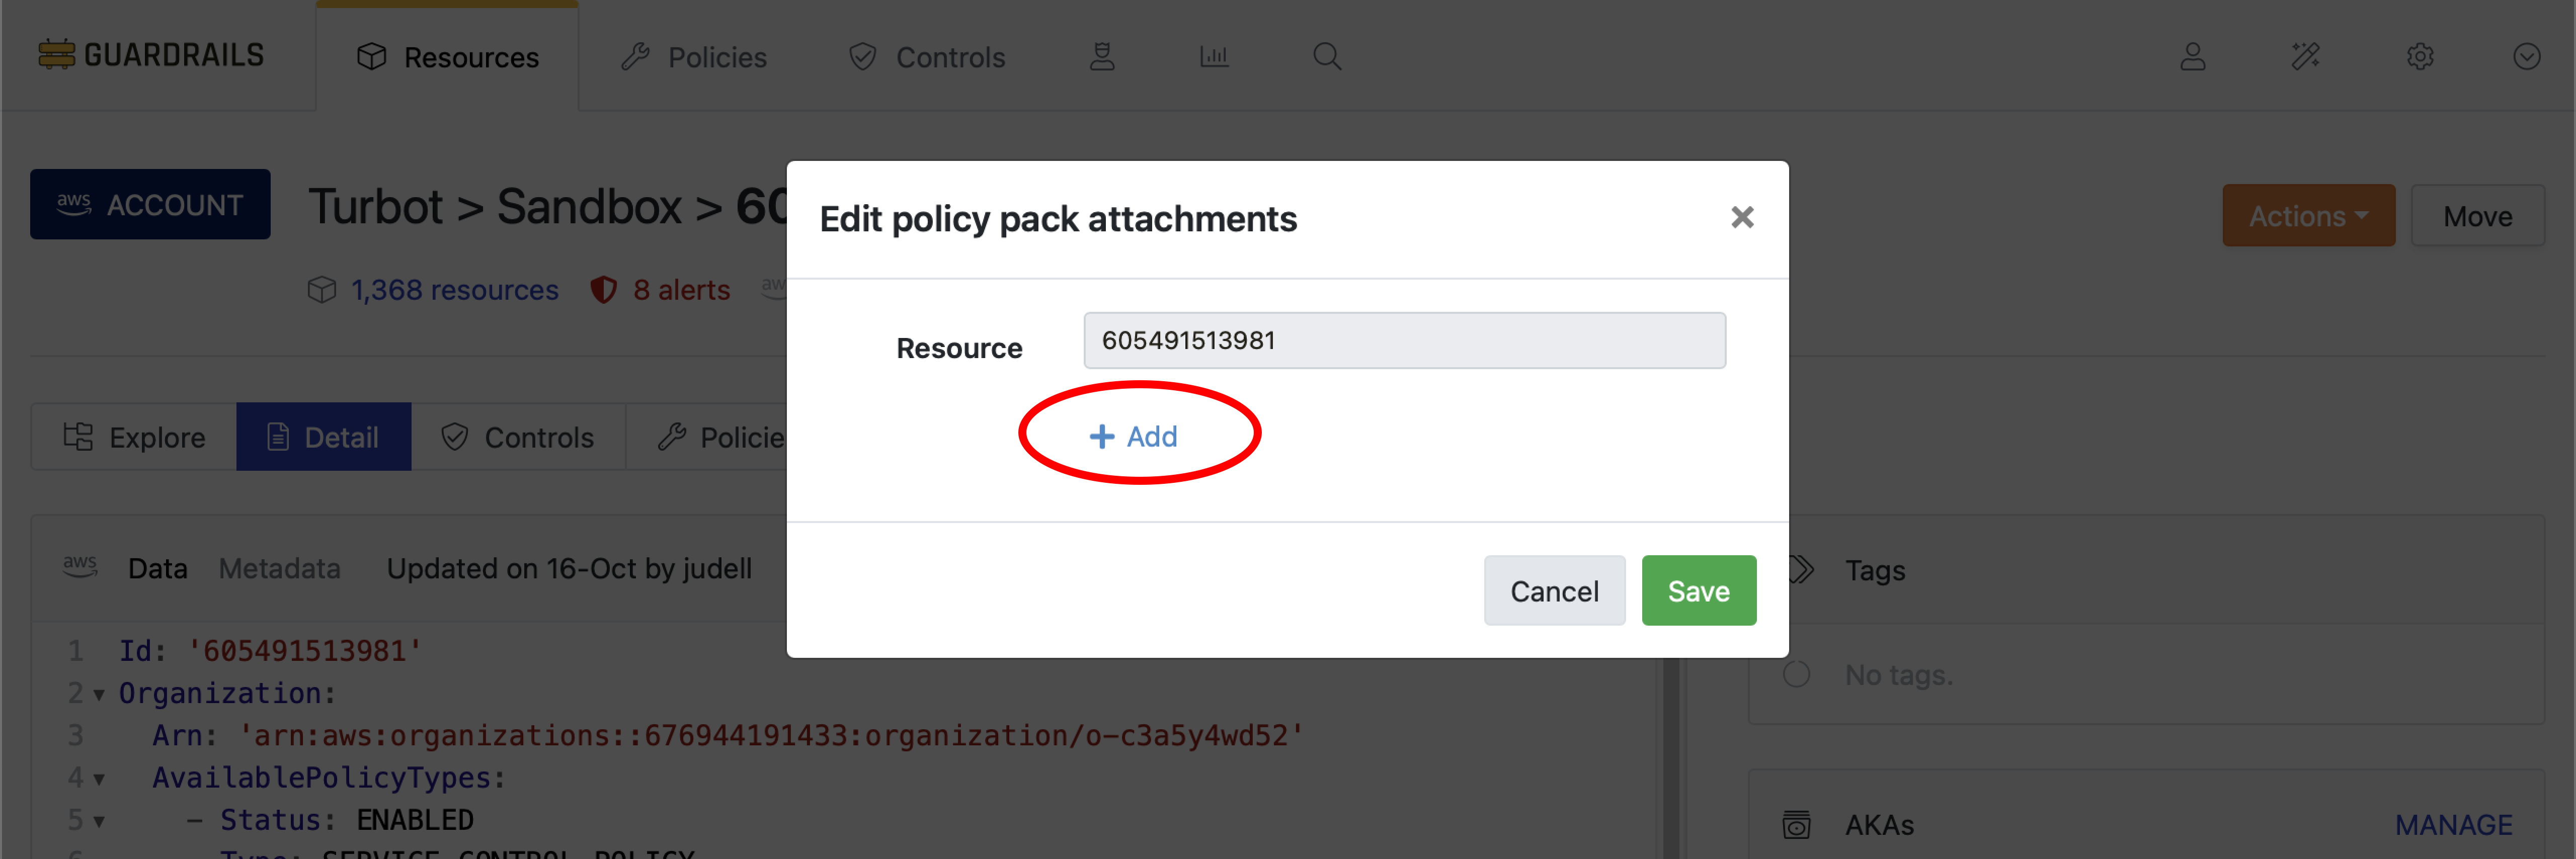 GUARDRAILS
Resources
Policies
Controls
aws ACCOUNT
Turbot > Sandbox > 60
Actions
Move
1,368 resources
8 alerts
aws
Edit policy pack attachments
Resource
605491513981
+ Add
Cancel
Save
Explore
Detail
Controls
Policie
aws Data Metadata Updated on 16-Oct by judell
1 Id: '605491513981'
2 Organization:
3 Arn: 'arn:aws:organizations::676944191433:organization/o-c3a5y4wd52'
4 AvailablePolicyTypes:
5 - Status: ENABLED
6 Type: SERVICE_CONTROL_POLICY
Tags
No tags.
AKAs
MANAGE